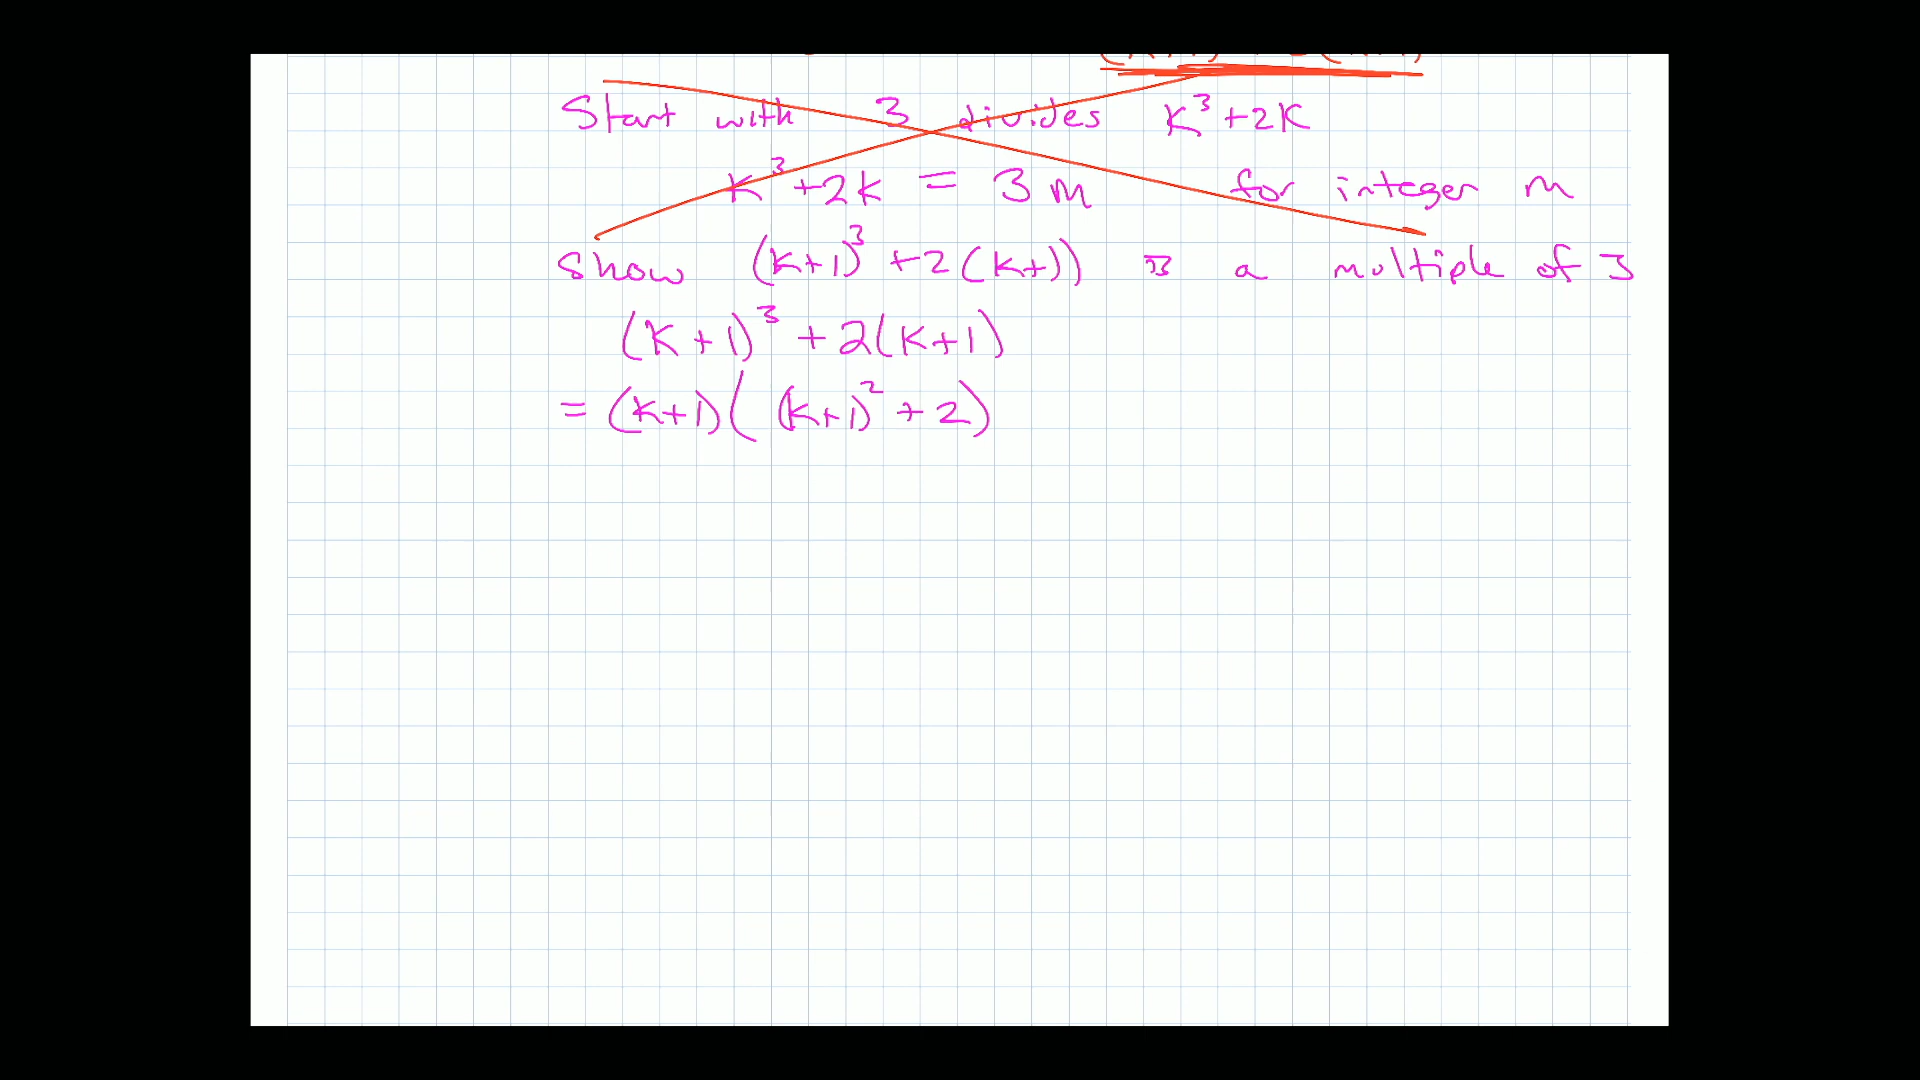 Start with 3 divides K³+2K
K³+2K = 3m for integer m
show (K+1)³+2(K+1) is a multiple of 3
(K+1)³+2(K+1)
= (K+1)((K+1)²+2)